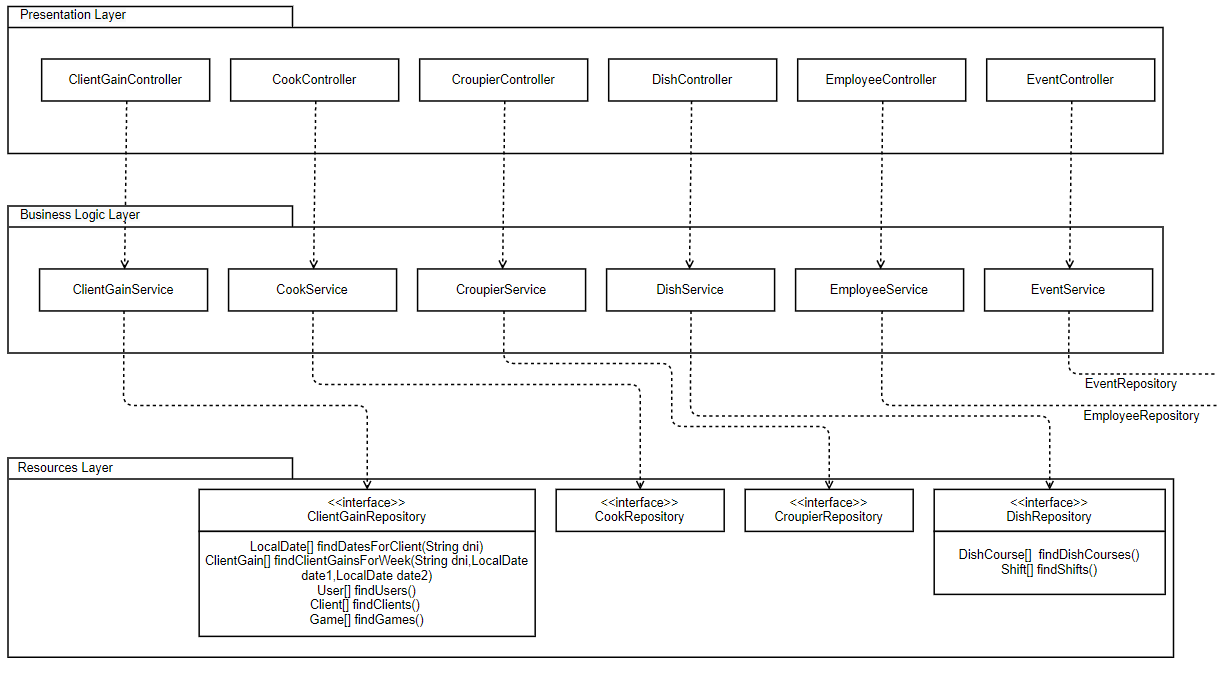 Presentation Layer
ClientGainController
CookController
CroupierController
DishController
EmployeeController
EventController
Business Logic Layer
ClientGainService
CookService
CroupierService
DishService
EmployeeService
EventService
EventRepository
EmployeeRepository
Resources Layer
<<interface>>
ClientGainRepository
LocalDate[] findDatesForClient(String dni)
ClientGain[] findClientGainsForWeek(String dni,LocalDate
date1,LocalDate date2)
User[] findUsers()
Client[] findClients()
Game[] findGames()
<<interface>>
CookRepository
<<interface>>
CroupierRepository
<<interface>>
DishRepository
DishCourse[]  findDishCourses()
Shift[] findShifts()